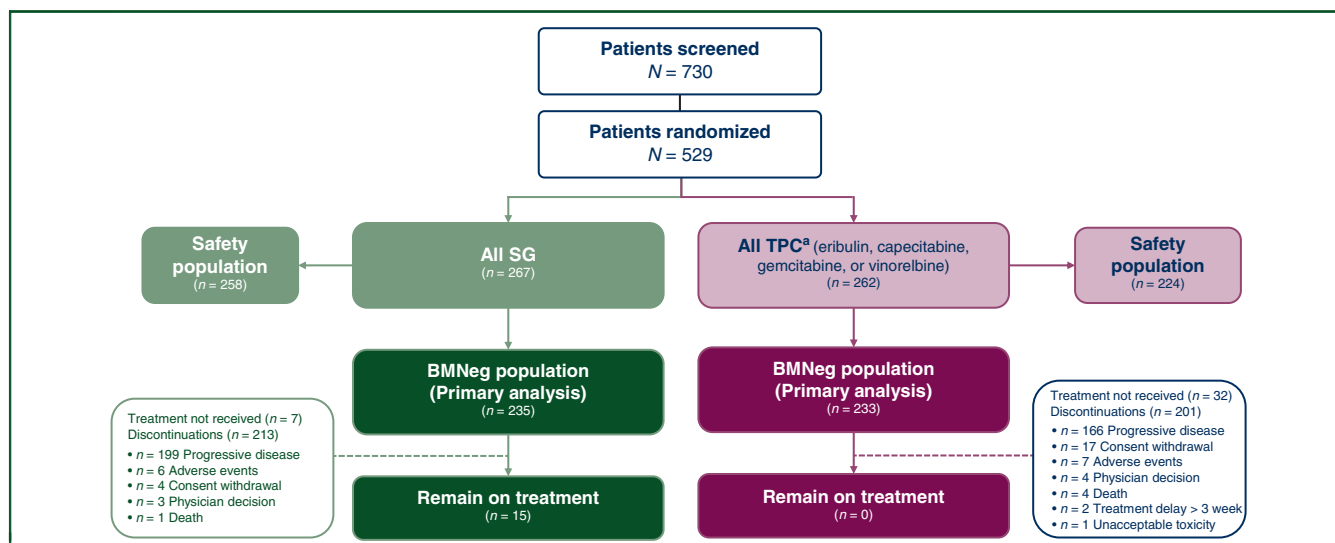 Patients screened
N = 730
Patients randomized
N = 529
Safety
population
(n = 258)
All SG
(n = 267)
All TPCa (eribulin, capecitabine,
gemcitabine, or vinorelbine)
(n = 262)
Safety
population
(n = 224)
BMNeg population
(Primary analysis)
(n = 235)
BMNeg population
(Primary analysis)
(n = 233)
Treatment not received (n = 7)
Discontinuations (n = 213)
• n = 199 Progressive disease
• n = 6 Adverse events
• n = 4 Consent withdrawal
• n = 3 Physician decision
• n = 1 Death
Treatment not received (n = 32)
Discontinuations (n = 201)
• n = 166 Progressive disease
• n = 17 Consent withdrawal
• n = 7 Adverse events
• n = 4 Physician decision
• n = 4 Death
• n = 2 Treatment delay > 3 week
• n = 1 Unacceptable toxicity
Remain on treatment
(n = 15)
Remain on treatment
(n = 0)